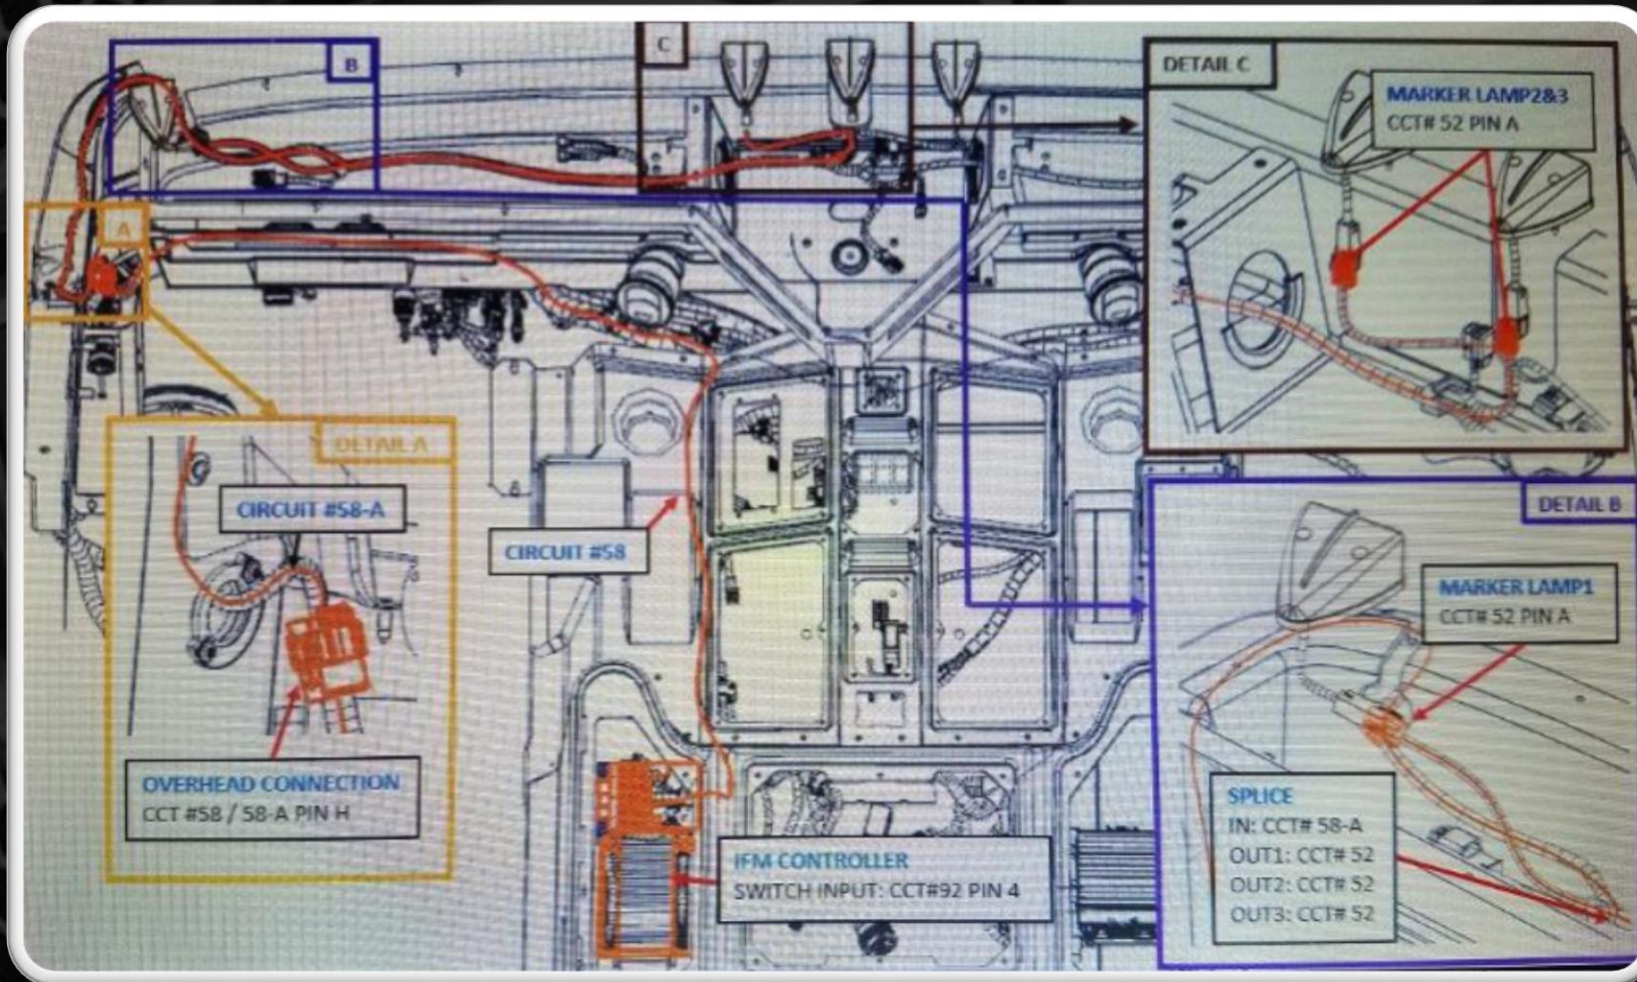 B
C
DETAIL C
MARKER LAMP2&3
CCT# 52 PIN A
A
DETAIL A
CIRCUIT #58-A
CIRCUIT #58
OVERHEAD CONNECTION
CCT #58 / 58-A PIN H
IFM CONTROLLER
SWITCH INPUT: CCT#92 PIN 4
DETAIL B
MARKER LAMP1
CCT# 52 PIN A
SPLICE
IN: CCT# 58-A
OUT1: CCT# 52
OUT2: CCT# 52
OUT3: CCT# 52